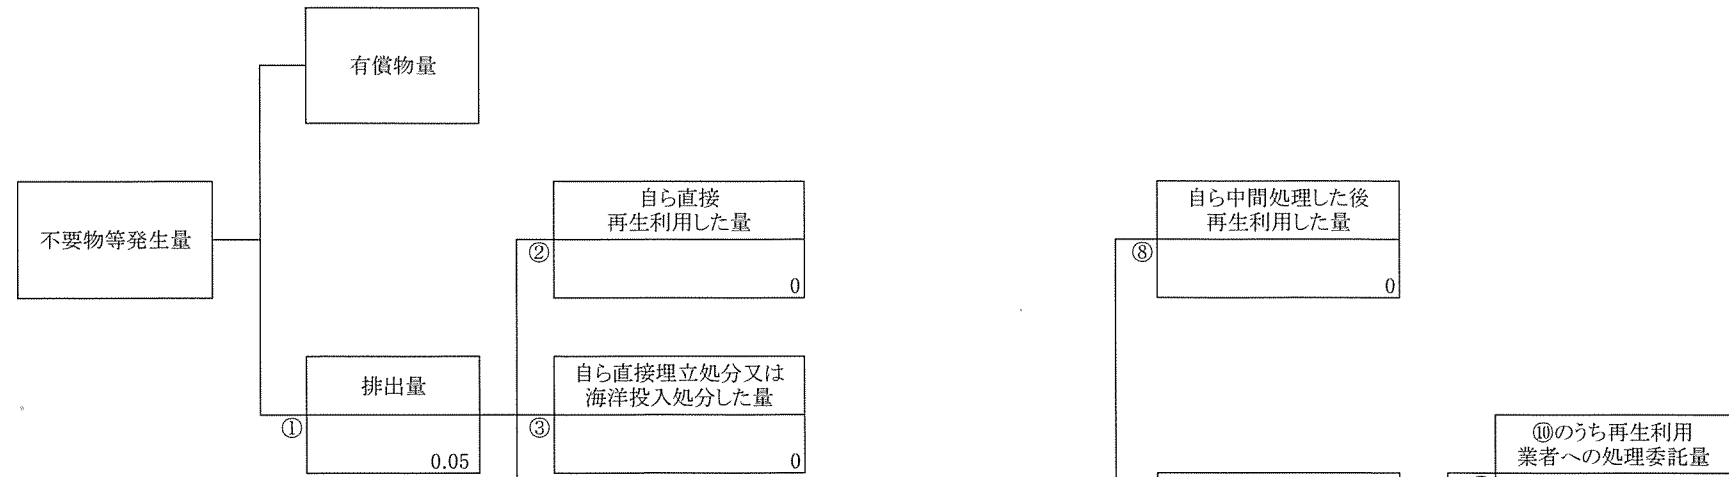 有償物量
不要物等発生量
自ら直接
再生利用した量
②
0
自ら中間処理した後
再生利用した量
⑧
0
排出量
①
0.05
自ら直接埋立処分又は
海洋投入処分した量
③
0
⑩のうち再生利用
業者への処理委託量